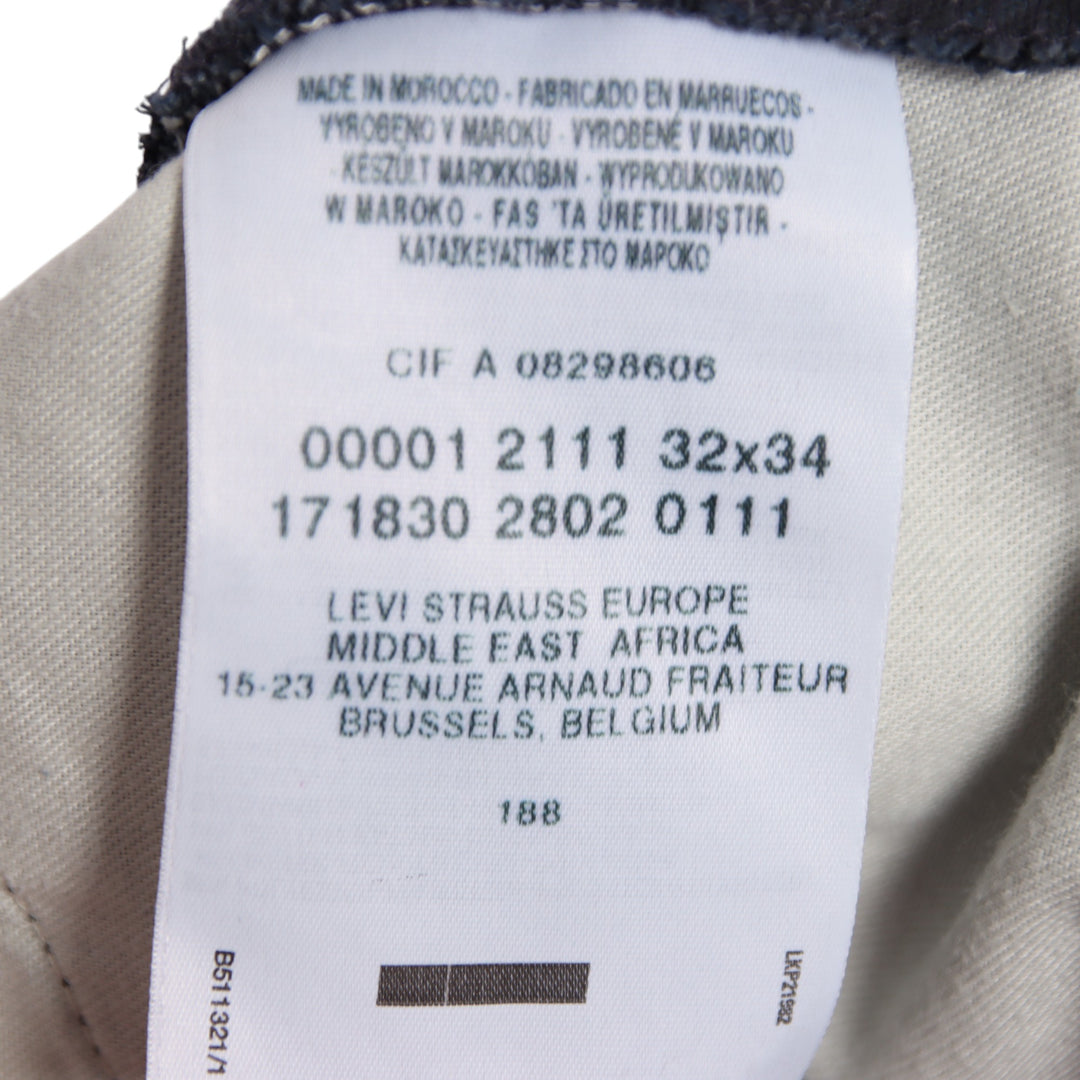 MADE IN MOROCCO - FABRICADO EN MARRUECOS -
VYROBENO V MAROKU - VYROBENÉ V MAROKU
- KÉSZÜLT MAROKKÓBAN - WYPRODUKOWANO
W MAROKO - FAS 'TA ÜRETILMIŞTIR -
ΚΑΤΑΣΚΕΥΑΣΤΗΚΕ ΣΤΟ ΜΑΡΟΚΟ
CIF A 08298606
00001 2111 32x34
171830 2802 0111
LEVI STRAUSS EUROPE
MIDDLE EAST AFRICA
15-23 AVENUE ARNAUD FRAITEUR
BRUSSELS, BELGIUM
188
B511321/1
LKP21982